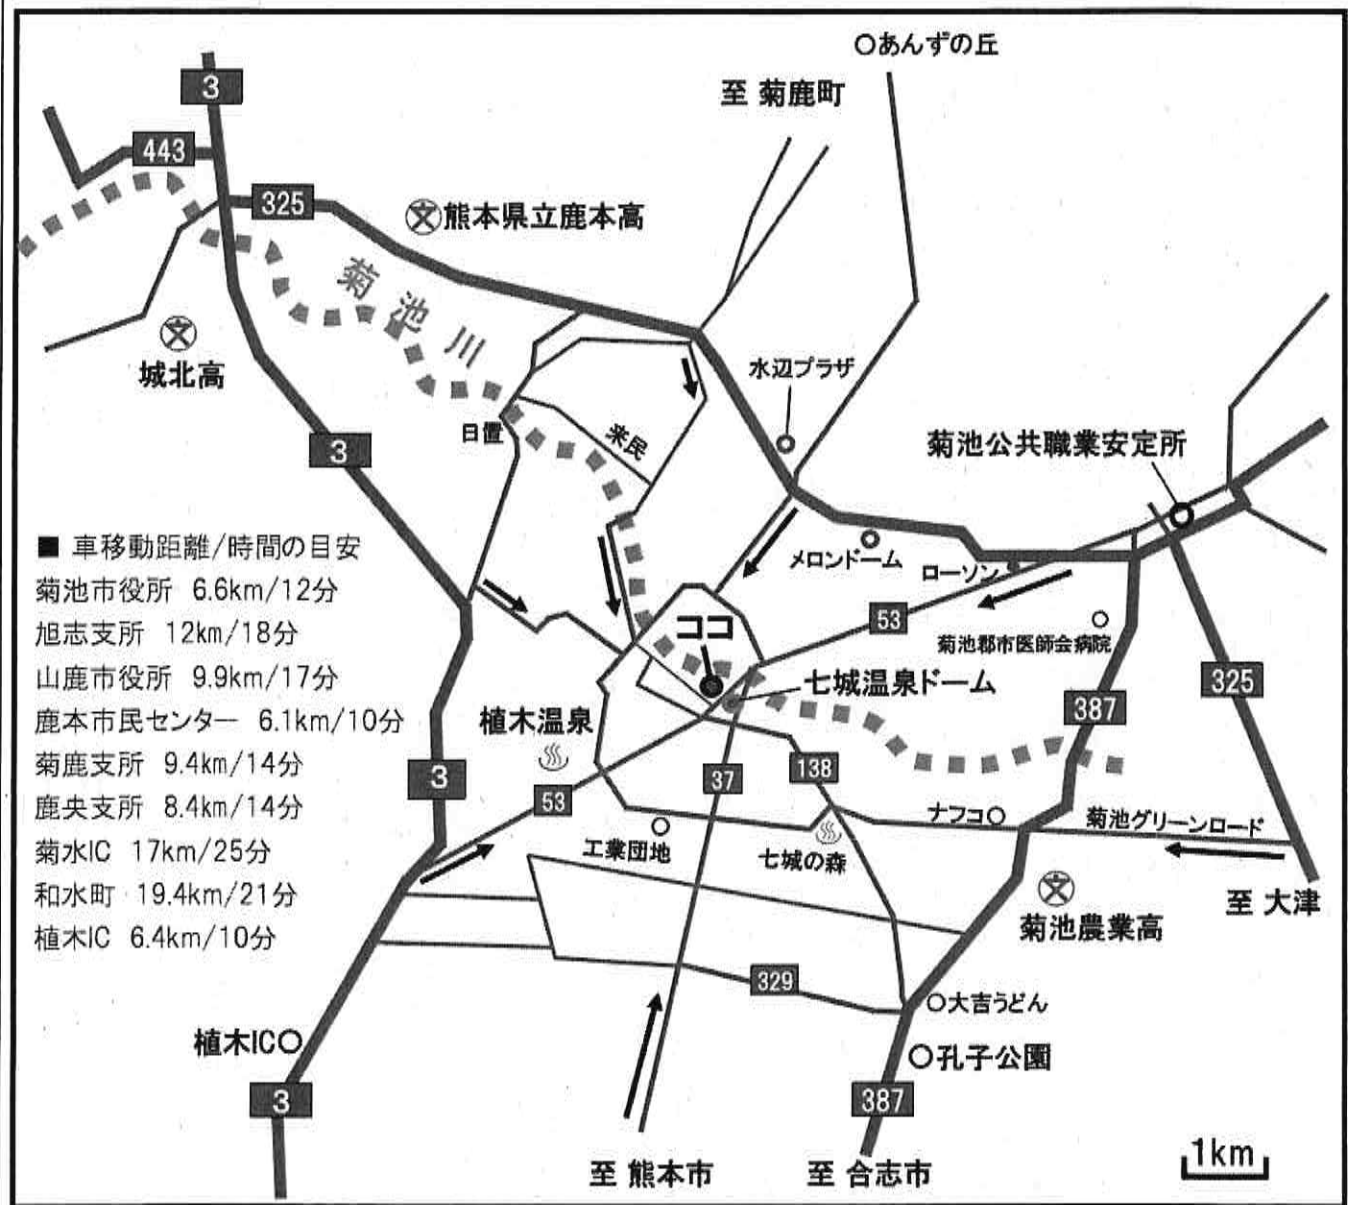 あんずの丘
至 菊鹿町
3
443
325
熊本県立鹿本高
菊池川
城北高
水辺プラザ
3
日置
来民
菊池公共職業安定所
メロンドーム
ローソン
53
菊池郡市医師会病院
ココ
七城温泉ドーム
325
387
植木温泉
■ 車移動距離/時間の目安
菊池市役所 6.6km/12分
旭志支所 12km/18分
山鹿市役所 9.9km/17分
鹿本市民センター 6.1km/10分
菊鹿支所 9.4km/14分
鹿央支所 8.4km/14分
菊水IC 17km/25分
和水町 19.4km/21分
植木IC 6.4km/10分
3
37
138
53
工業団地
七城の森
ナフコ
菊池グリーンロード
至 大津
菊池農業高
329
大吉うどん
植木IC
孔子公園
3
387
至 熊本市
至 合志市
1km